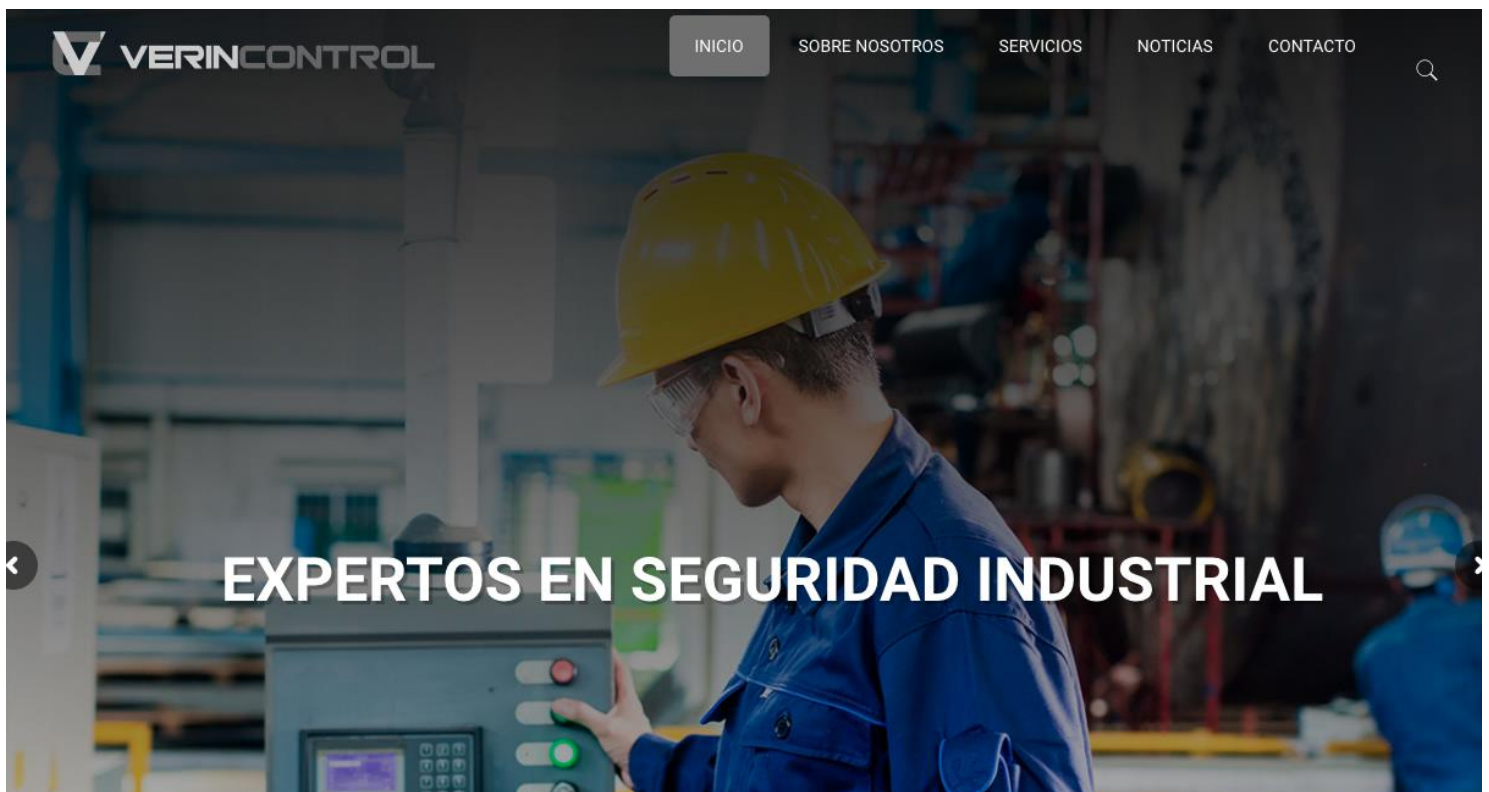 VERINCONTROL
INICIO SOBRE NOSOTROS SERVICIOS NOTICIAS CONTACTO
EXPERTOS EN SEGURIDAD INDUSTRIAL